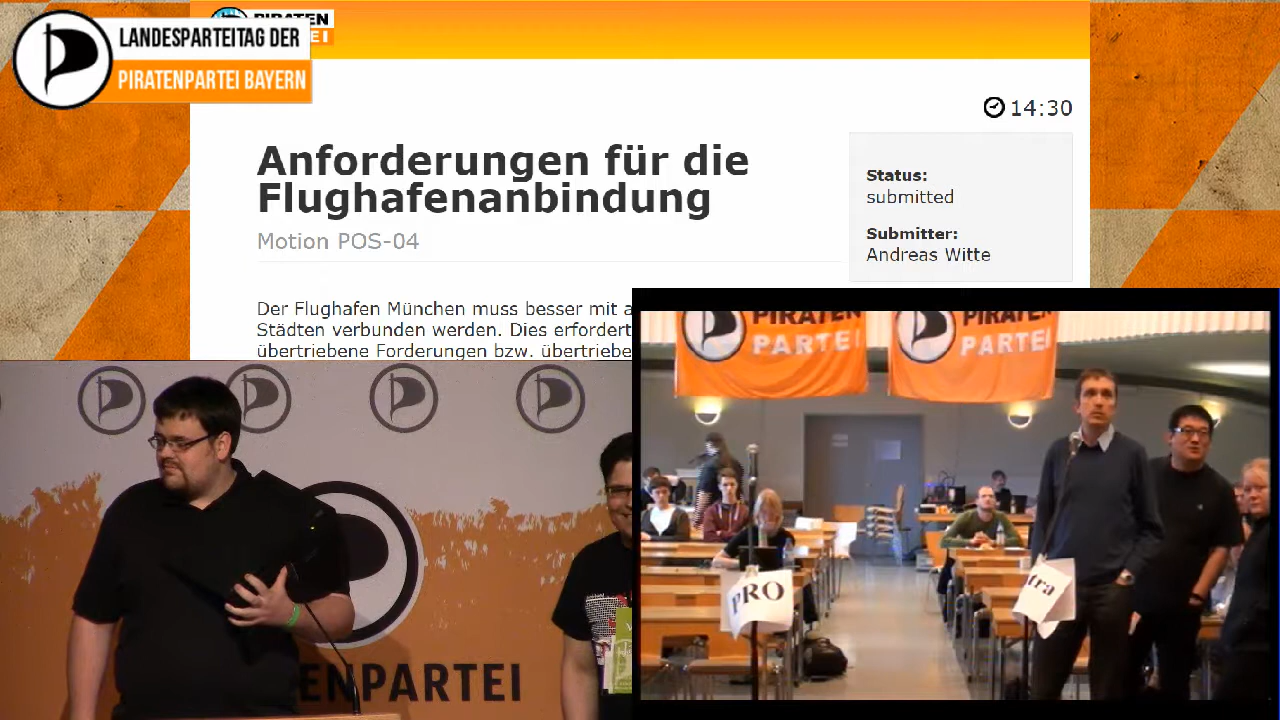 LANDESPARTEITAG DER
PIRATENPARTEI BAYERN
PIRATEN
14:30
Anforderungen für die
Flughafenanbindung
Motion POS-04
Status:
submitted
Submitter:
Andreas Witte
Der Flughafen München muss besser mit
Städten verbunden werden. Dies erfordert
übertriebene Forderungen bzw.
PIRATEN
PARTEI
PIRATEN
PARTEI
PRO
tra
ENPARTEI